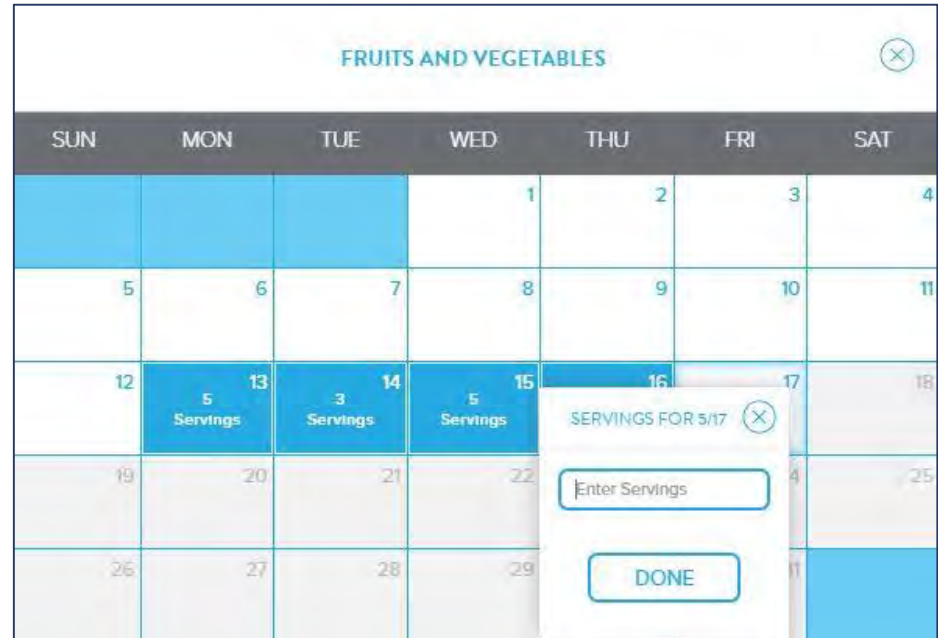 FRUITS AND VEGETABLES
SUN MON TUE WED THU FRI SAT
1 2 3 4
5 6 7 8 9 10 11
12 13 14 15 16 17 18
5 3 5
Servings Servings Servings
SERVINGS FOR 5/17
19 20 21 22 4 25
Enter Servings
26 27 28 29
DONE